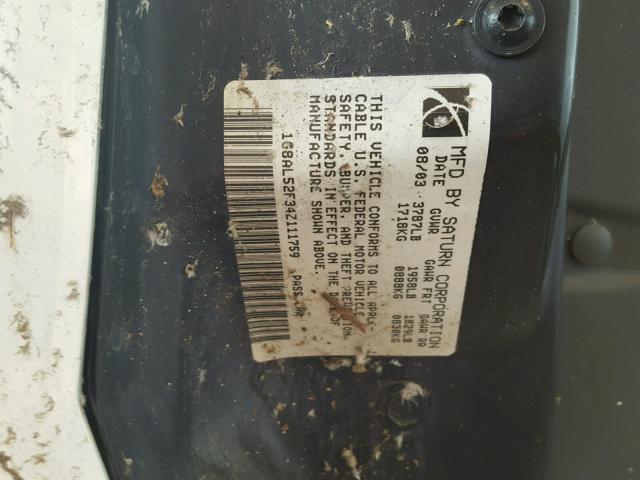 MFD BY SATURN CORPORATION
DATE GVWR GAWR FRT GAWR RR
08/03 3787LB 1958LB 1829LB
1718KG 0888KG 0830KG
THIS VEHICLE CONFORMS TO ALL APPLI-
CABLE U.S. FEDERAL MOTOR VEHICLE
SAFETY, BUMPER, AND THEFT PREVENTION
STANDARDS IN EFFECT ON THE DATE OF
MANUFACTURE SHOWN ABOVE.
1G8AL52F34Z111759 PASS CAR